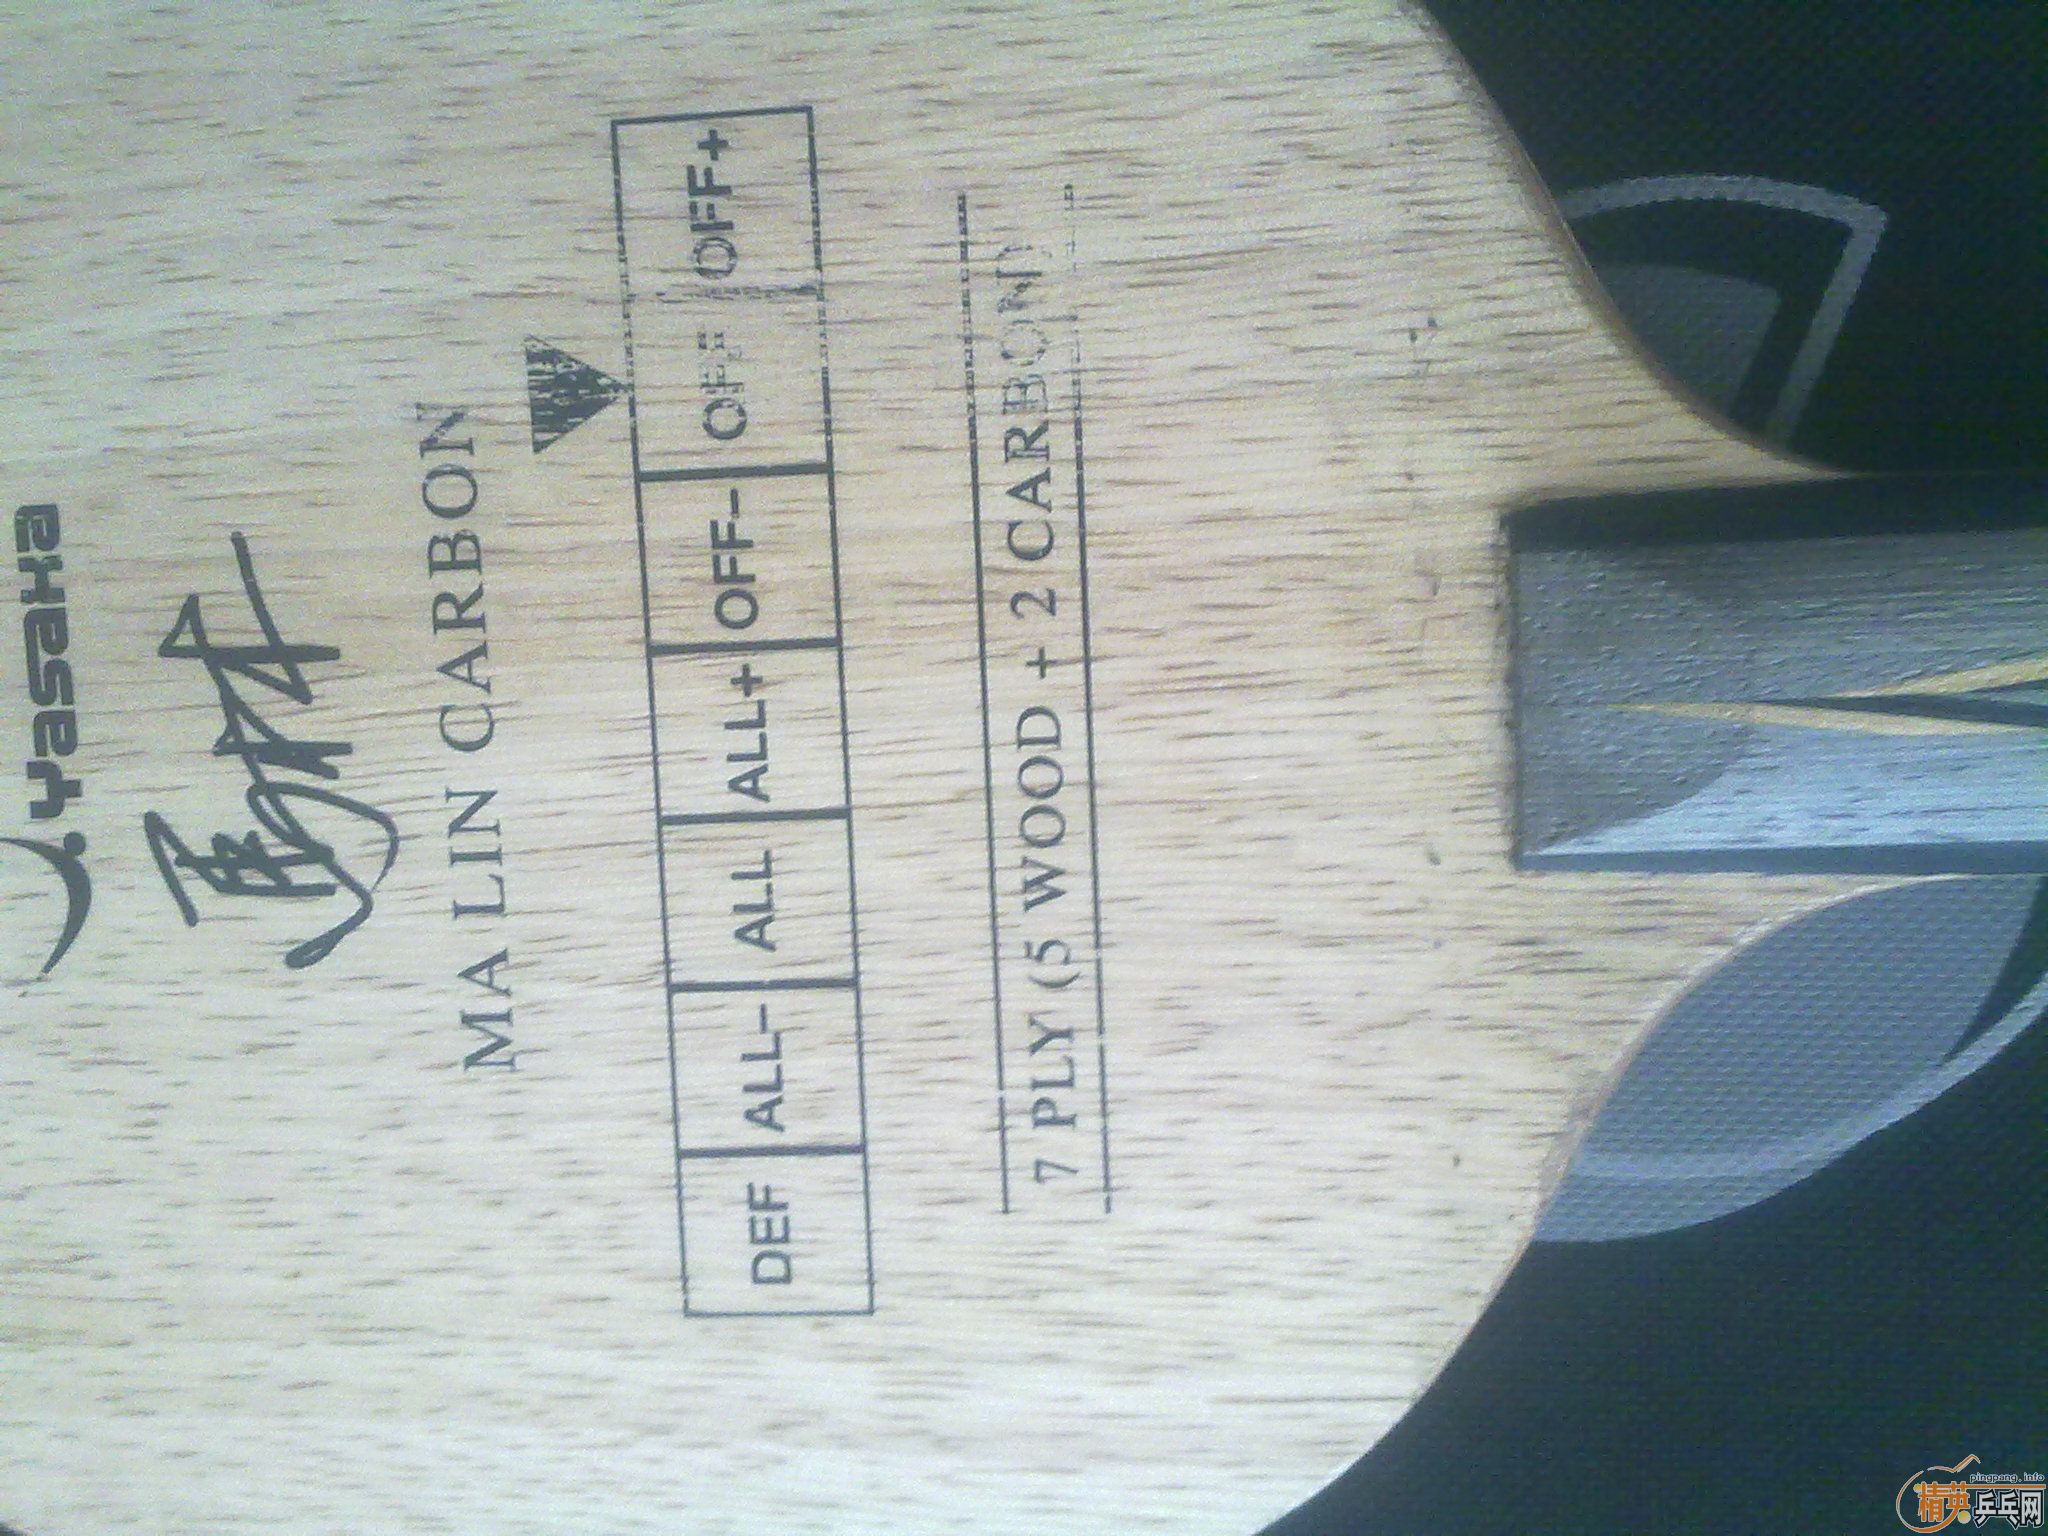 yasaka
马琳
MA LIN CARBON
DEF ALL- ALL ALL+ OFF- OFF OFF+
7 PLY (5 WOOD + 2 CARBON)
pingpang.info
精英乒乓网